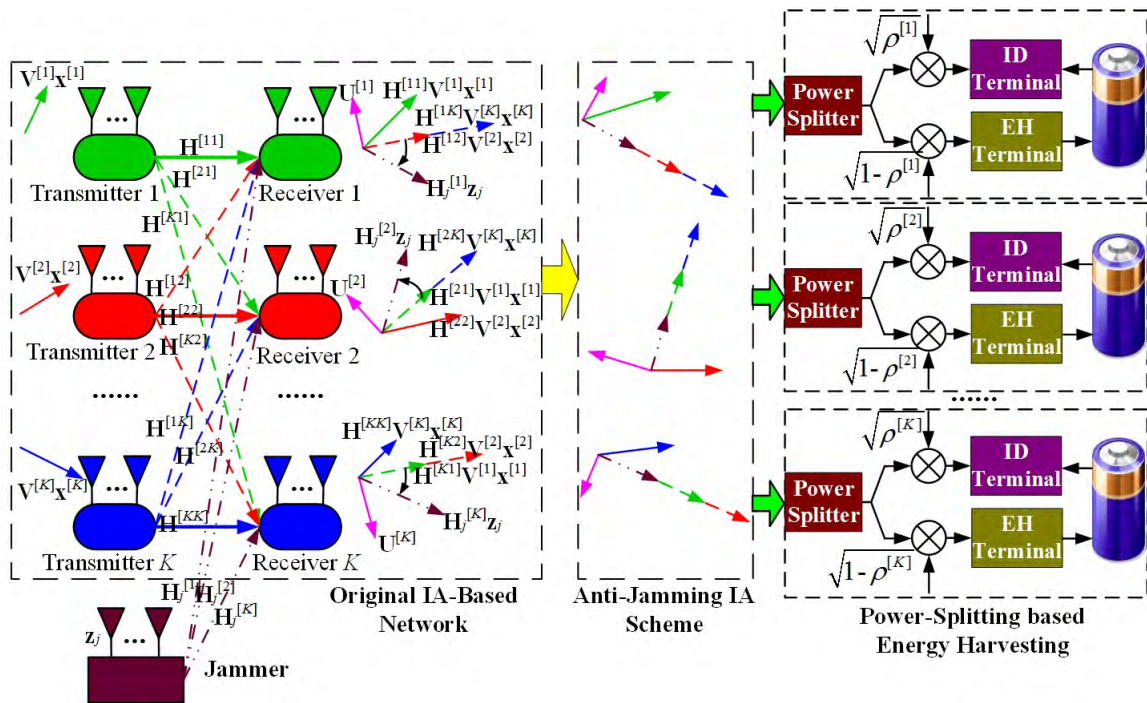 V^{[1]}x^{[1]}
...
...
Transmitter 1
Receiver 1
H^{[11]}
H^{[21]}
H^{[K1]}
U^{[1]}
H^{[11]}V^{[1]}x^{[1]}
H^{[1K]}V^{[K]}x^{[K]}
H^{[12]}V^{[2]}x^{[2]}
H_j^{[1]}z_j
V^{[2]}x^{[2]}
...
...
Transmitter 2
Receiver 2
H^{[12]}
H^{[22]}
H^{[K2]}
U^{[2]}
H_j^{[2]}z_j
H^{[2K]}V^{[K]}x^{[K]}
H^{[21]}V^{[1]}x^{[1]}
H^{[22]}V^{[2]}x^{[2]}
......
......
V^{[K]}x^{[K]}
...
...
Transmitter K
Receiver K
H^{[1K]}
H^{[2K]}
H^{[KK]}
H^{[KK]}V^{[K]}x^{[K]}
H^{[K2]}V^{[2]}x^{[2]}
H^{[K1]}V^{[1]}x^{[1]}
H_j^{[K]}z_j
U^{[K]}
H_j^{[1]}
H_j^{[2]}
H_j^{[K]}
z_j
...
Jammer
Original IA-Based
Network
Anti-Jamming IA
Scheme
√ρ^{[1]}
Power
Splitter
ID
Terminal
EH
Terminal
√1-ρ^{[1]}
√ρ^{[2]}
Power
Splitter
ID
Terminal
EH
Terminal
√1-ρ^{[2]}
......
√ρ^{[K]}
Power
Splitter
ID
Terminal
EH
Terminal
√1-ρ^{[K]}
Power-Splitting based
Energy Harvesting